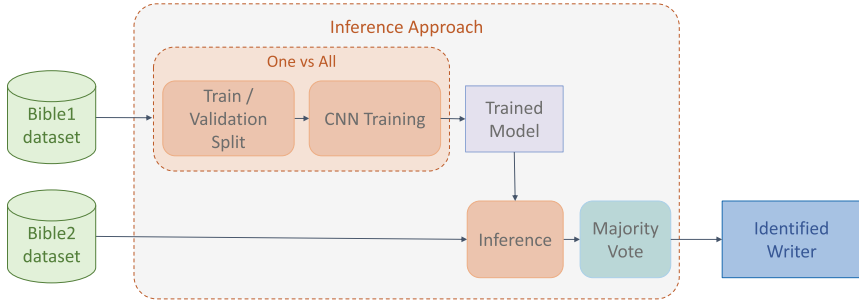 Inference Approach
One vs All
Bible1
dataset
Train /
Validation
Split
CNN Training
Trained
Model
Bible2
dataset
Inference
Majority
Vote
Identified
Writer